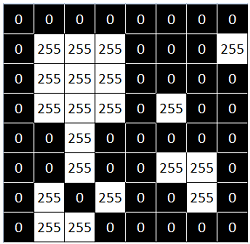 0 0 0 0 0 0 0 0
0 255 255 255 0 0 0 255
0 255 255 255 0 0 0 0
0 255 255 255 0 255 0 0
0 0 255 0 0 0 0 0
0 0 255 0 0 255 255 0
0 255 0 255 0 0 255 0
0 255 255 0 0 0 0 0